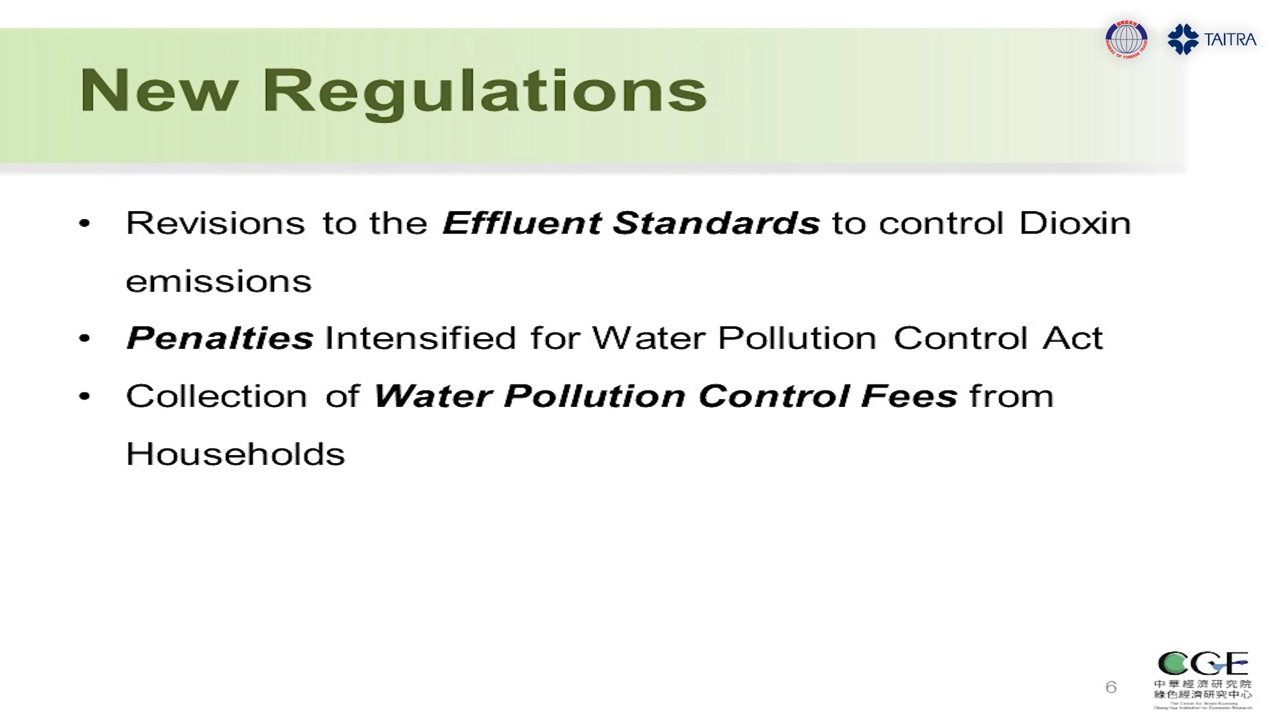 TAITRA
New Regulations
• Revisions to the Effluent Standards to control Dioxin
emissions
• Penalties Intensified for Water Pollution Control Act
• Collection of Water Pollution Control Fees from
Households
6
CGE
中華經濟研究院
綠色經濟研究中心